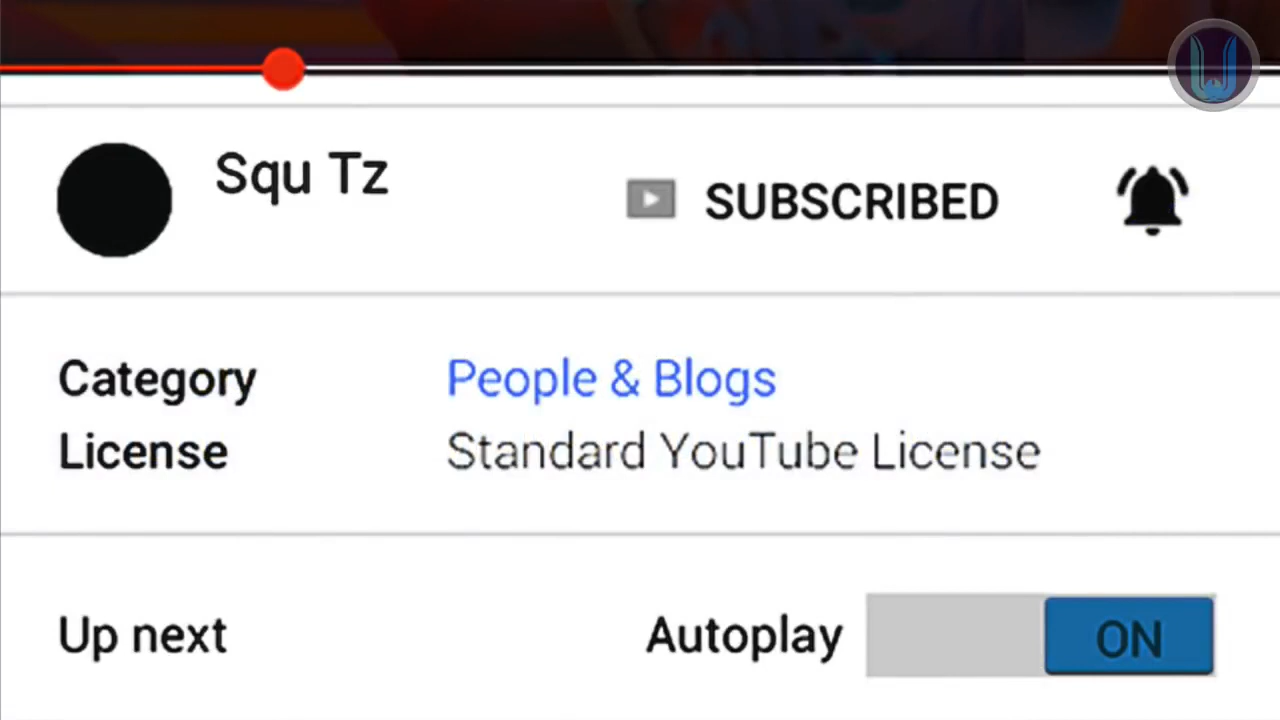 Squ Tz
SUBSCRIBED
Category People & Blogs
License Standard YouTube License
Up next Autoplay ON